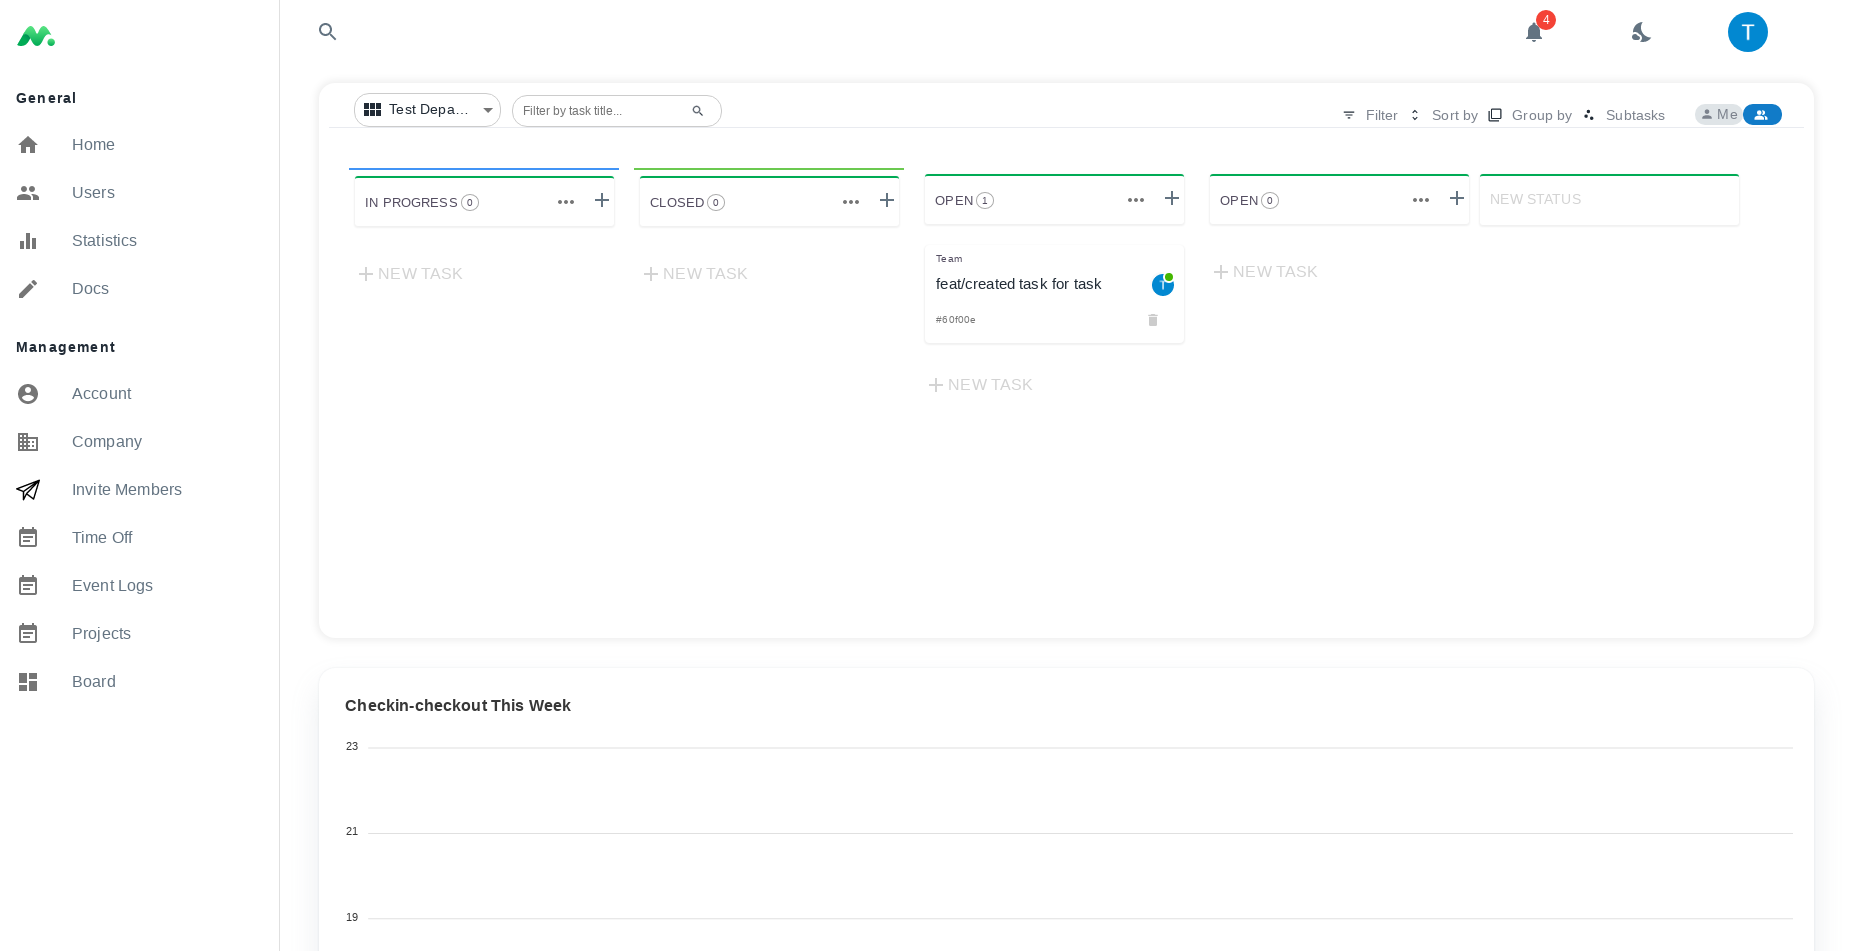 4
T
General
Home
Users
Statistics
Docs
Management
Account
Company
Invite Members
Time Off
Event Logs
Projects
Board
Test Depa...
Filter by task title...
Filter
Sort by
Group by
Subtasks
Me
IN PROGRESS 0
CLOSED 0
OPEN 1
OPEN 0
NEW STATUS
NEW TASK
NEW TASK
Team
feat/created task for task
T
#60f00e
NEW TASK
NEW TASK
Checkin-checkout This Week
23
21
19